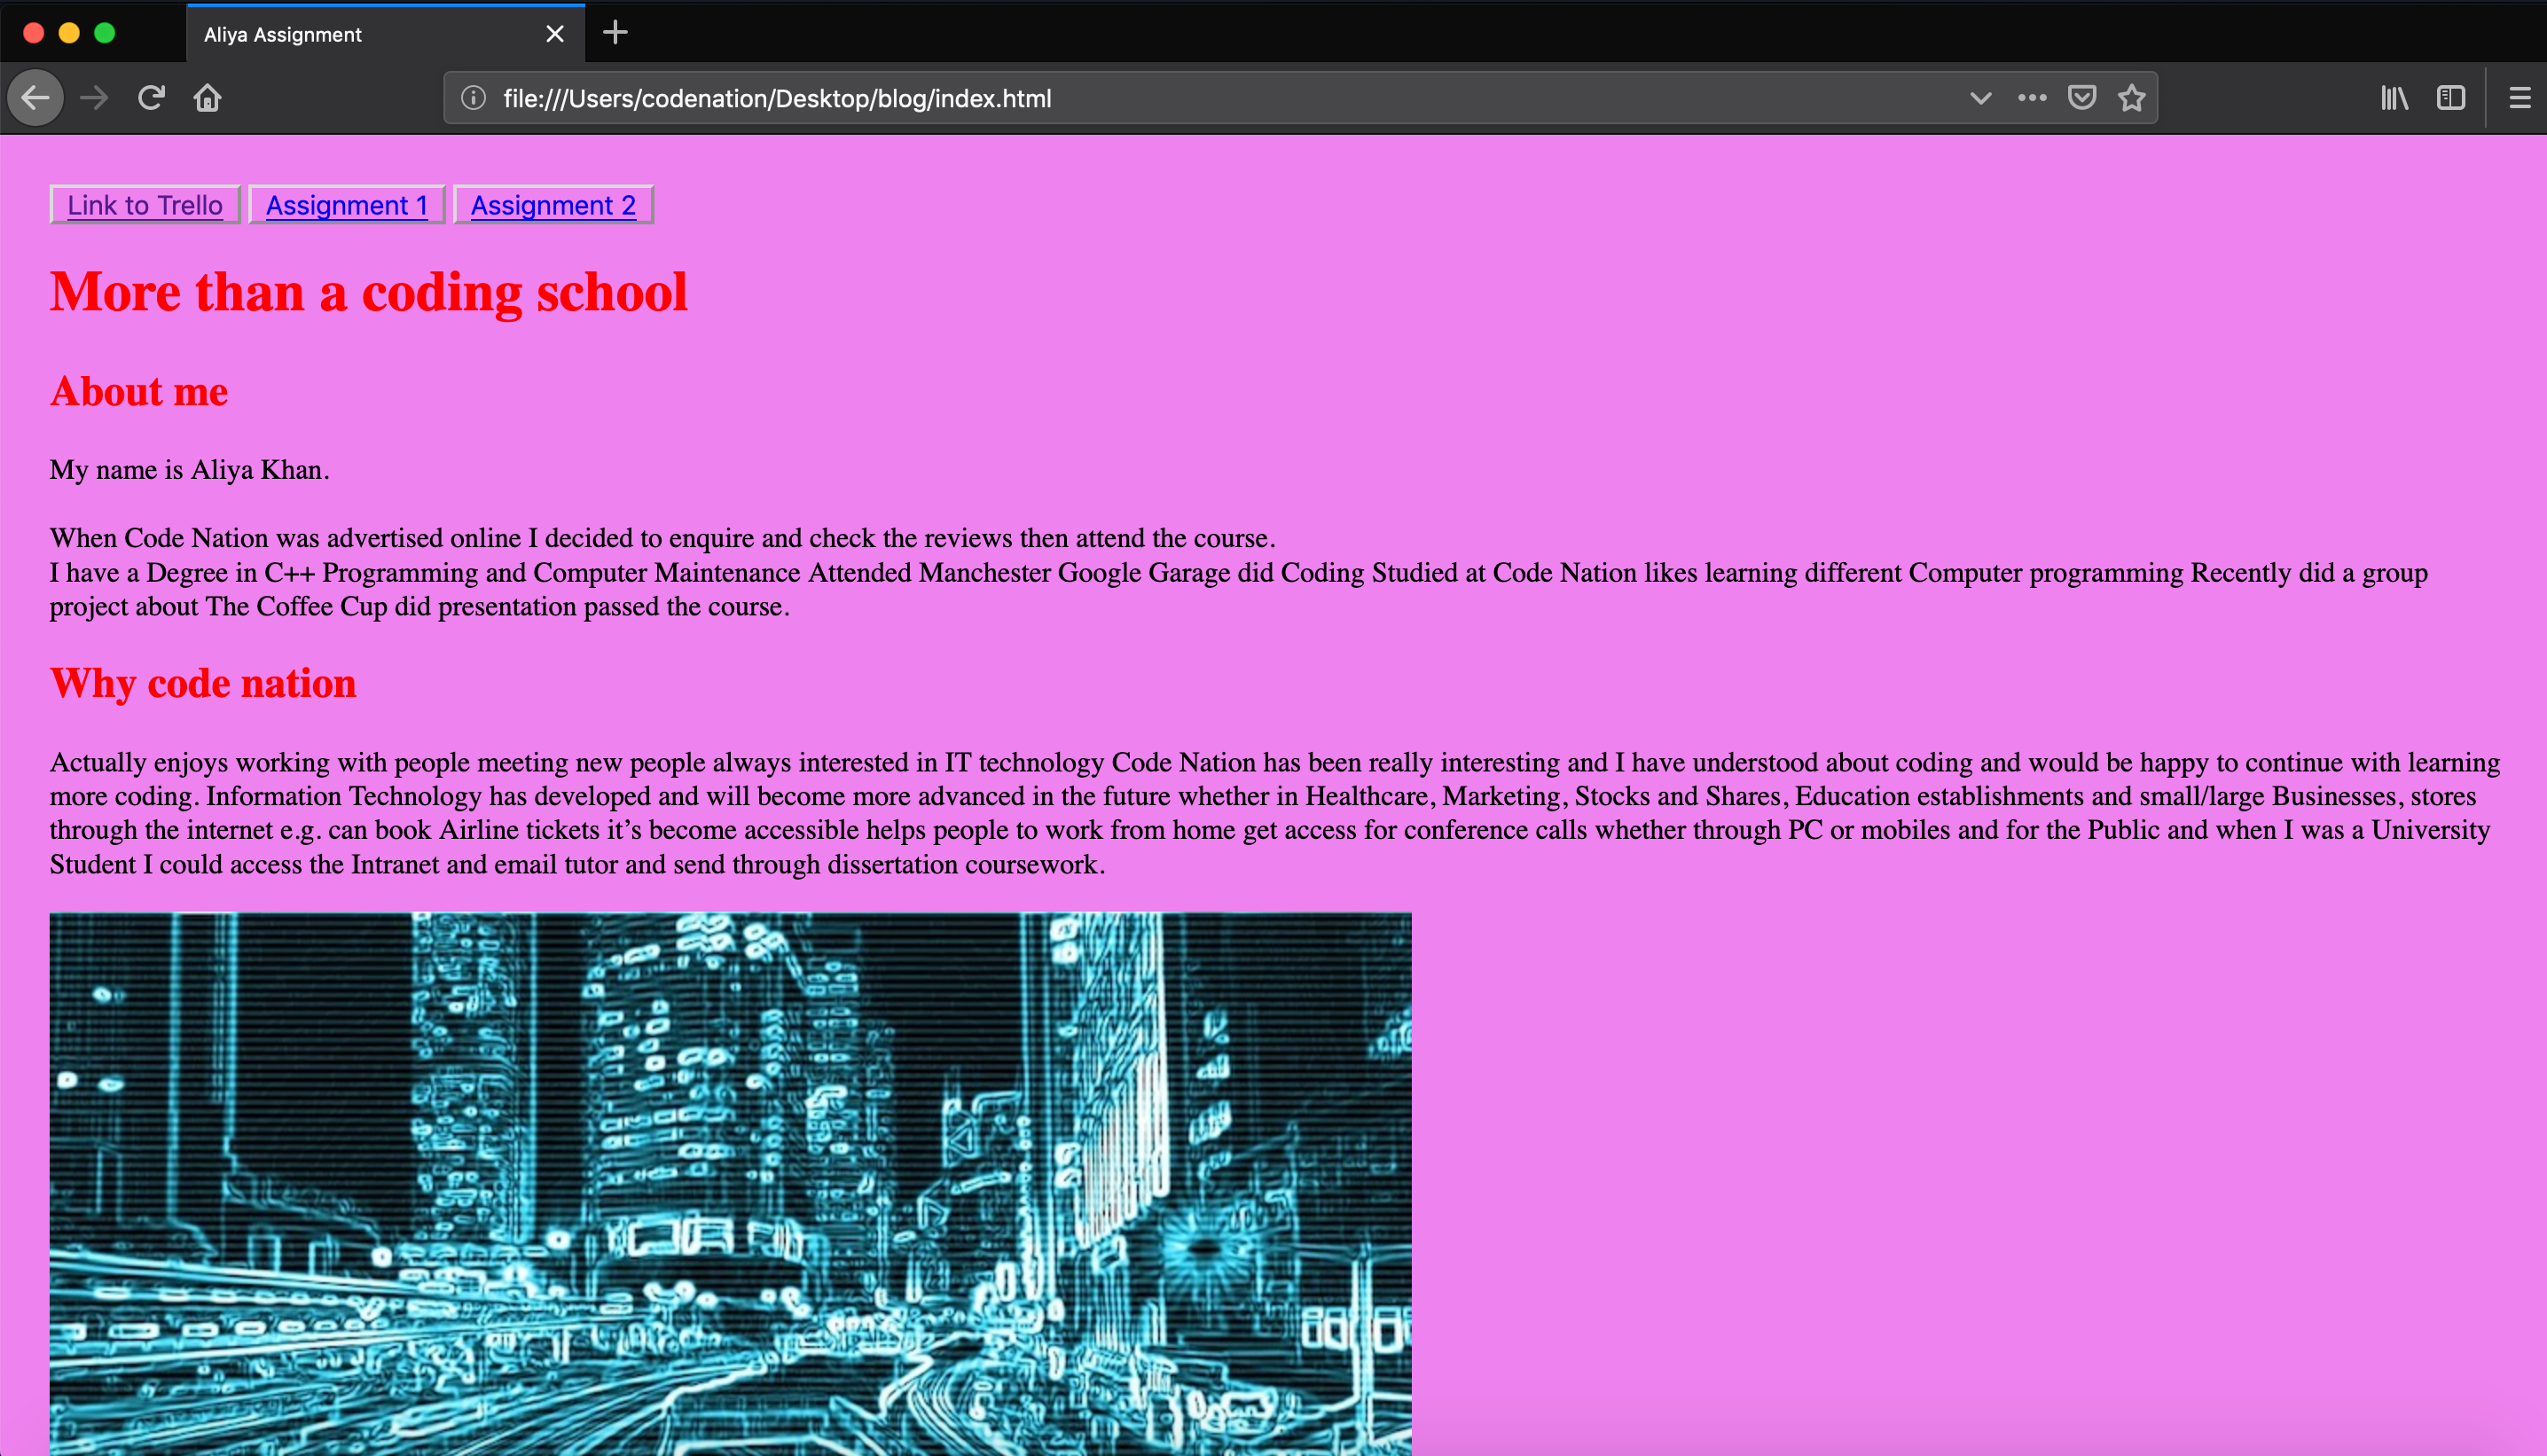 Aliya Assignment
file:///Users/codenation/Desktop/blog/index.html
Link to Trello Assignment 1 Assignment 2
More than a coding school
About me
My name is Aliya Khan.
When Code Nation was advertised online I decided to enquire and check the reviews then attend the course.
I have a Degree in C++ Programming and Computer Maintenance Attended Manchester Google Garage did Coding Studied at Code Nation likes learning different Computer programming Recently did a group
project about The Coffee Cup did presentation passed the course.
Why code nation
Actually enjoys working with people meeting new people always interested in IT technology Code Nation has been really interesting and I have understood about coding and would be happy to continue with learning
more coding. Information Technology has developed and will become more advanced in the future whether in Healthcare, Marketing, Stocks and Shares, Education establishments and small/large Businesses, stores
through the internet e.g. can book Airline tickets it’s become accessible helps people to work from home get access for conference calls whether through PC or mobiles and for the Public and when I was a University
Student I could access the Intranet and email tutor and send through dissertation coursework.